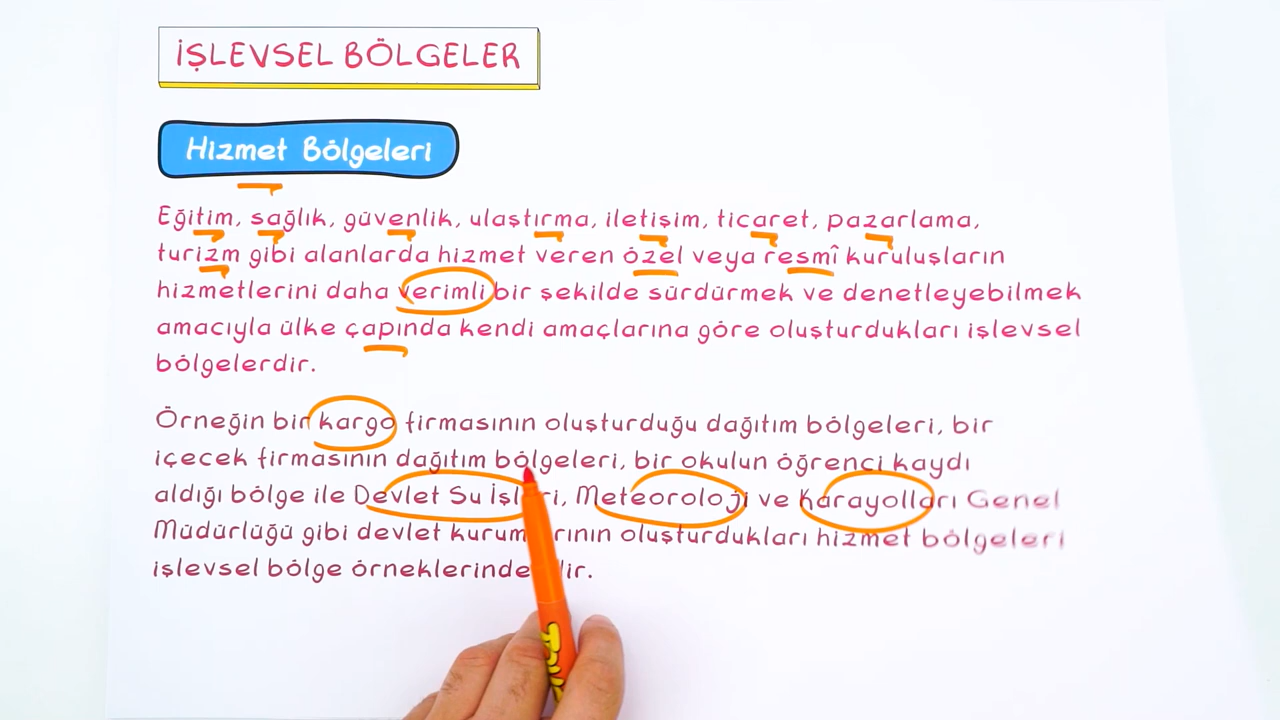 İŞLEVSEL BÖLGELER
Hizmet Bölgeleri
Eğitim, sağlık, güvenlik, ulaştırma, iletişim, ticaret, pazarlama,
turizm gibi alanlarda hizmet veren özel veya resmî kuruluşların
hizmetlerini daha verimli bir şekilde sürdürmek ve denetleyebilmek
amacıyla ülke çapında kendi amaçlarına göre oluşturdukları işlevsel
bölgelerdir.
Örneğin bir kargo firmasının oluşturduğu dağıtım bölgeleri, bir
içecek firmasının dağıtım bölgeleri, bir okulun öğrenci kaydı
aldığı bölge ile Devlet Su İşleri, Meteoroloji ve Karayolları Genel
Müdürlüğü gibi devlet kurumlarının oluşturdukları hizmet bölgeleri
işlevsel bölge örneklerindendir.